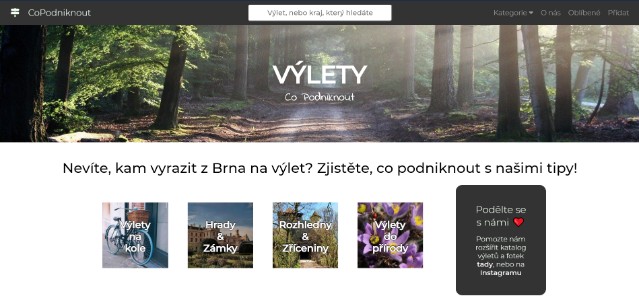 CoPodniknout
Výlet, nebo kraj, který hledáte
Kategorie
O nás
Oblíbené
Přidat
VÝLETY
Co Podniknout
Nevíte, kam vyrazit z Brna na výlet? Zjistěte, co podniknout s našimi tipy!
Výlety
na
kole
Hrady
&
Zámky
Rozhledny
&
Zříceniny
Výlety
do
přírody
Podělte se
s námi
Pomozte nám
rozšířit katalog
výletů a fotek
tady, nebo na
Instagramu